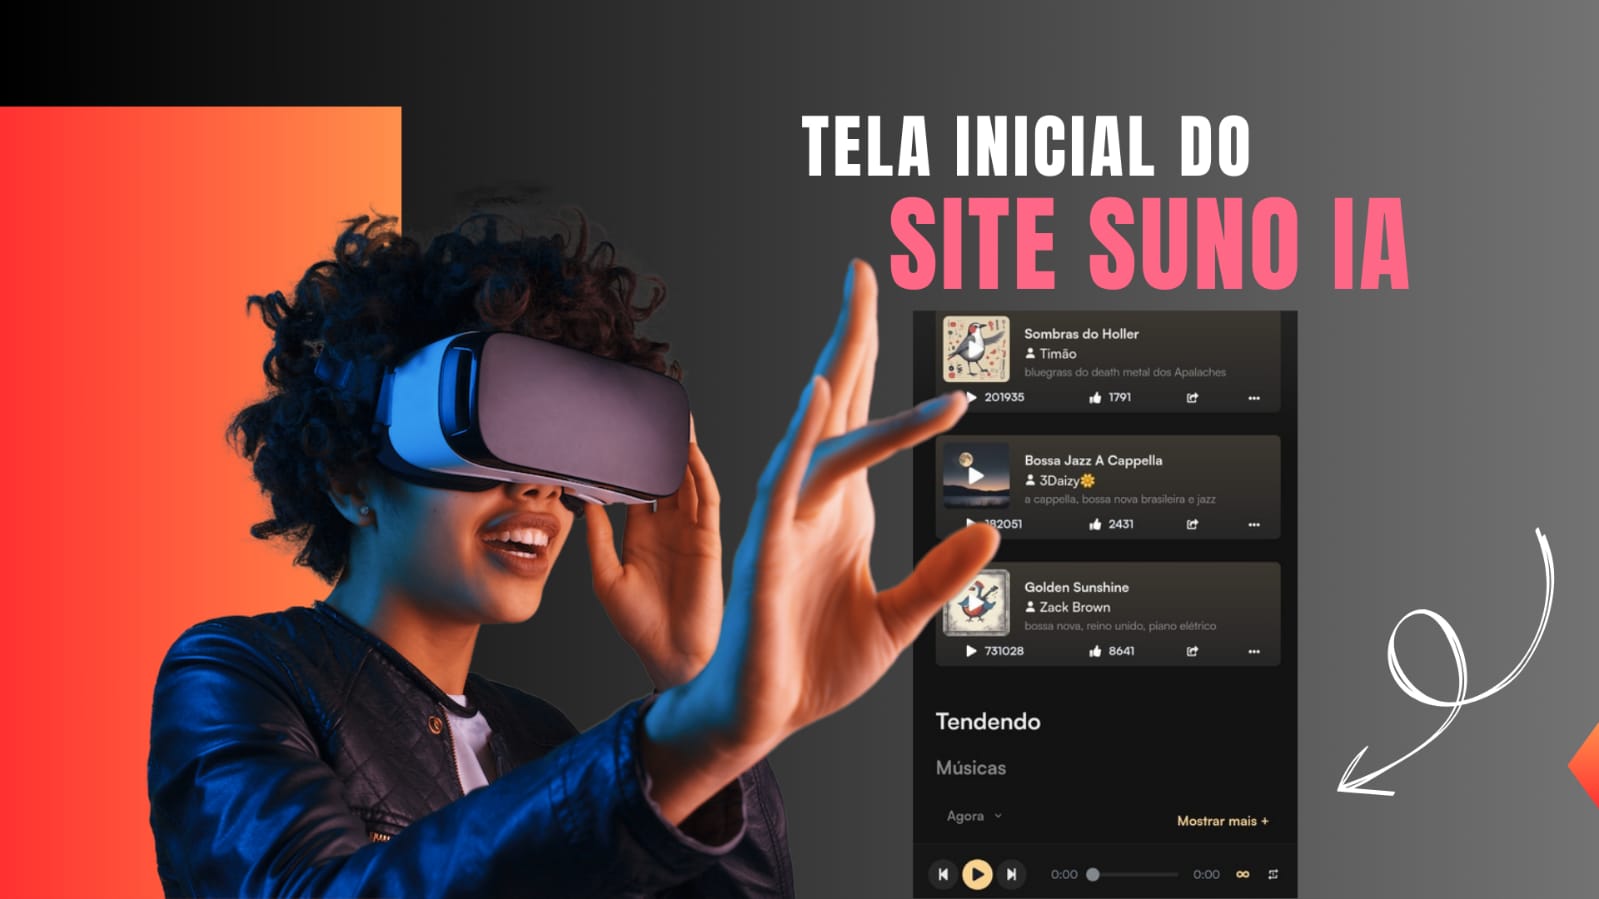 TELA INICIAL DO
SITE SUNO IA
Sombras do Holler
Timão
bluegrass do death metal dos Apalaches
201935
1791
Bossa Jazz A Cappella
3Daizy🌼
a cappella, bossa nova brasileira e jazz
182051
2431
Golden Sunshine
Zack Brown
bossa nova, reino unido, piano elétrico
731028
8641
Tendendo
Músicas
Agora
Mostrar mais +
0:00
0:00